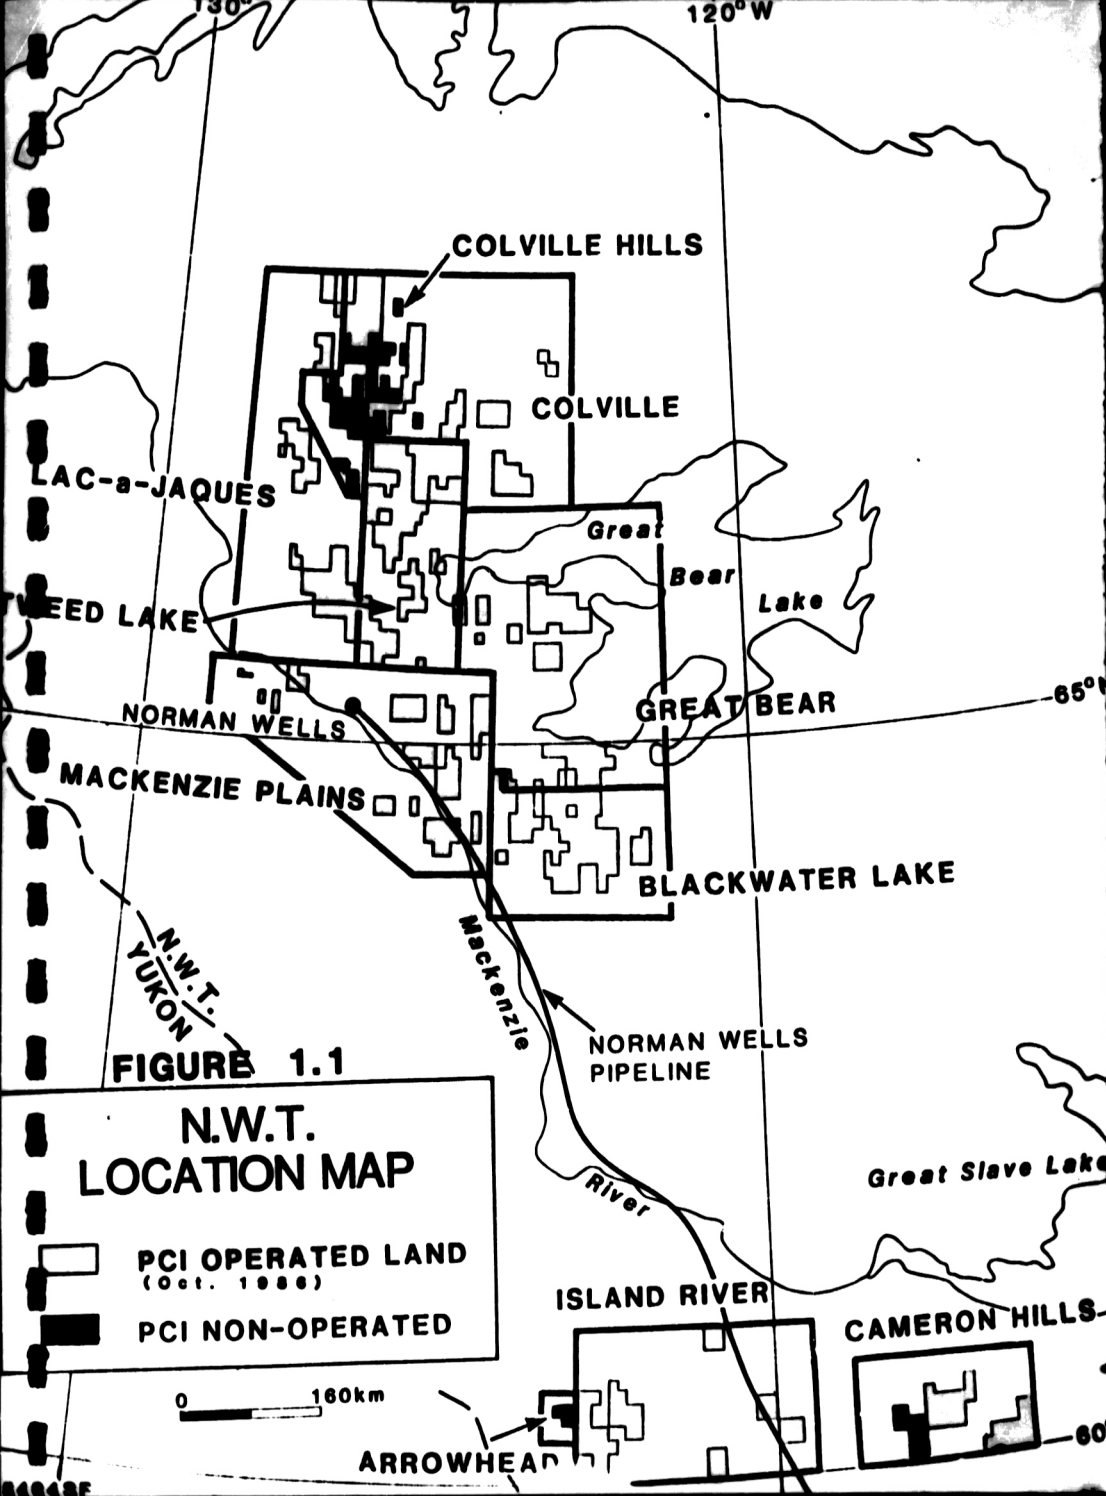 130°
120° W
COLVILLE HILLS
COLVILLE
LAC-a-JAQUES
Great
Bear
Lake
TWEED LAKE
65°N
GREAT BEAR
NORMAN WELLS
MACKENZIE PLAINS
BLACKWATER LAKE
N.W.T.
YUKON
Mackenzie
NORMAN WELLS
PIPELINE
FIGURE 1.1
N.W.T.
LOCATION MAP
Great Slave Lake
River
PCI OPERATED LAND
(Oct. 1986)
ISLAND RIVER
PCI NON-OPERATED
CAMERON HILLS
0 160km
ARROWHEAD
60